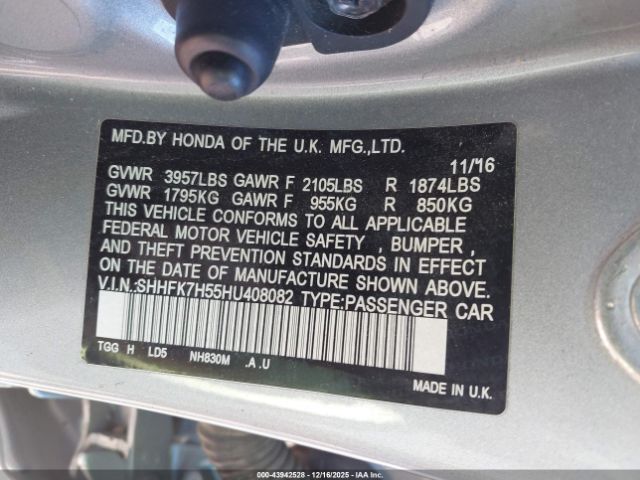 MFD.BY HONDA OF THE U.K. MFG.,LTD.
11/16
GVWR 3957LBS GAWR F 2105LBS R 1874LBS
GVWR 1795KG GAWR F 955KG R 850KG
THIS VEHICLE CONFORMS TO ALL APPLICABLE
FEDERAL MOTOR VEHICLE SAFETY , BUMPER ,
AND THEFT PREVENTION STANDARDS IN EFFECT
ON THE DATE OF MANUFACTURE SHOWN ABOVE.
V.I.N.:SHHFK7H55HU408082 TYPE:PASSENGER CAR
TGG H LD5 NH830M .A .U
MADE IN U.K.
000-43942528 - 12/16/2025 - IAAI.COM